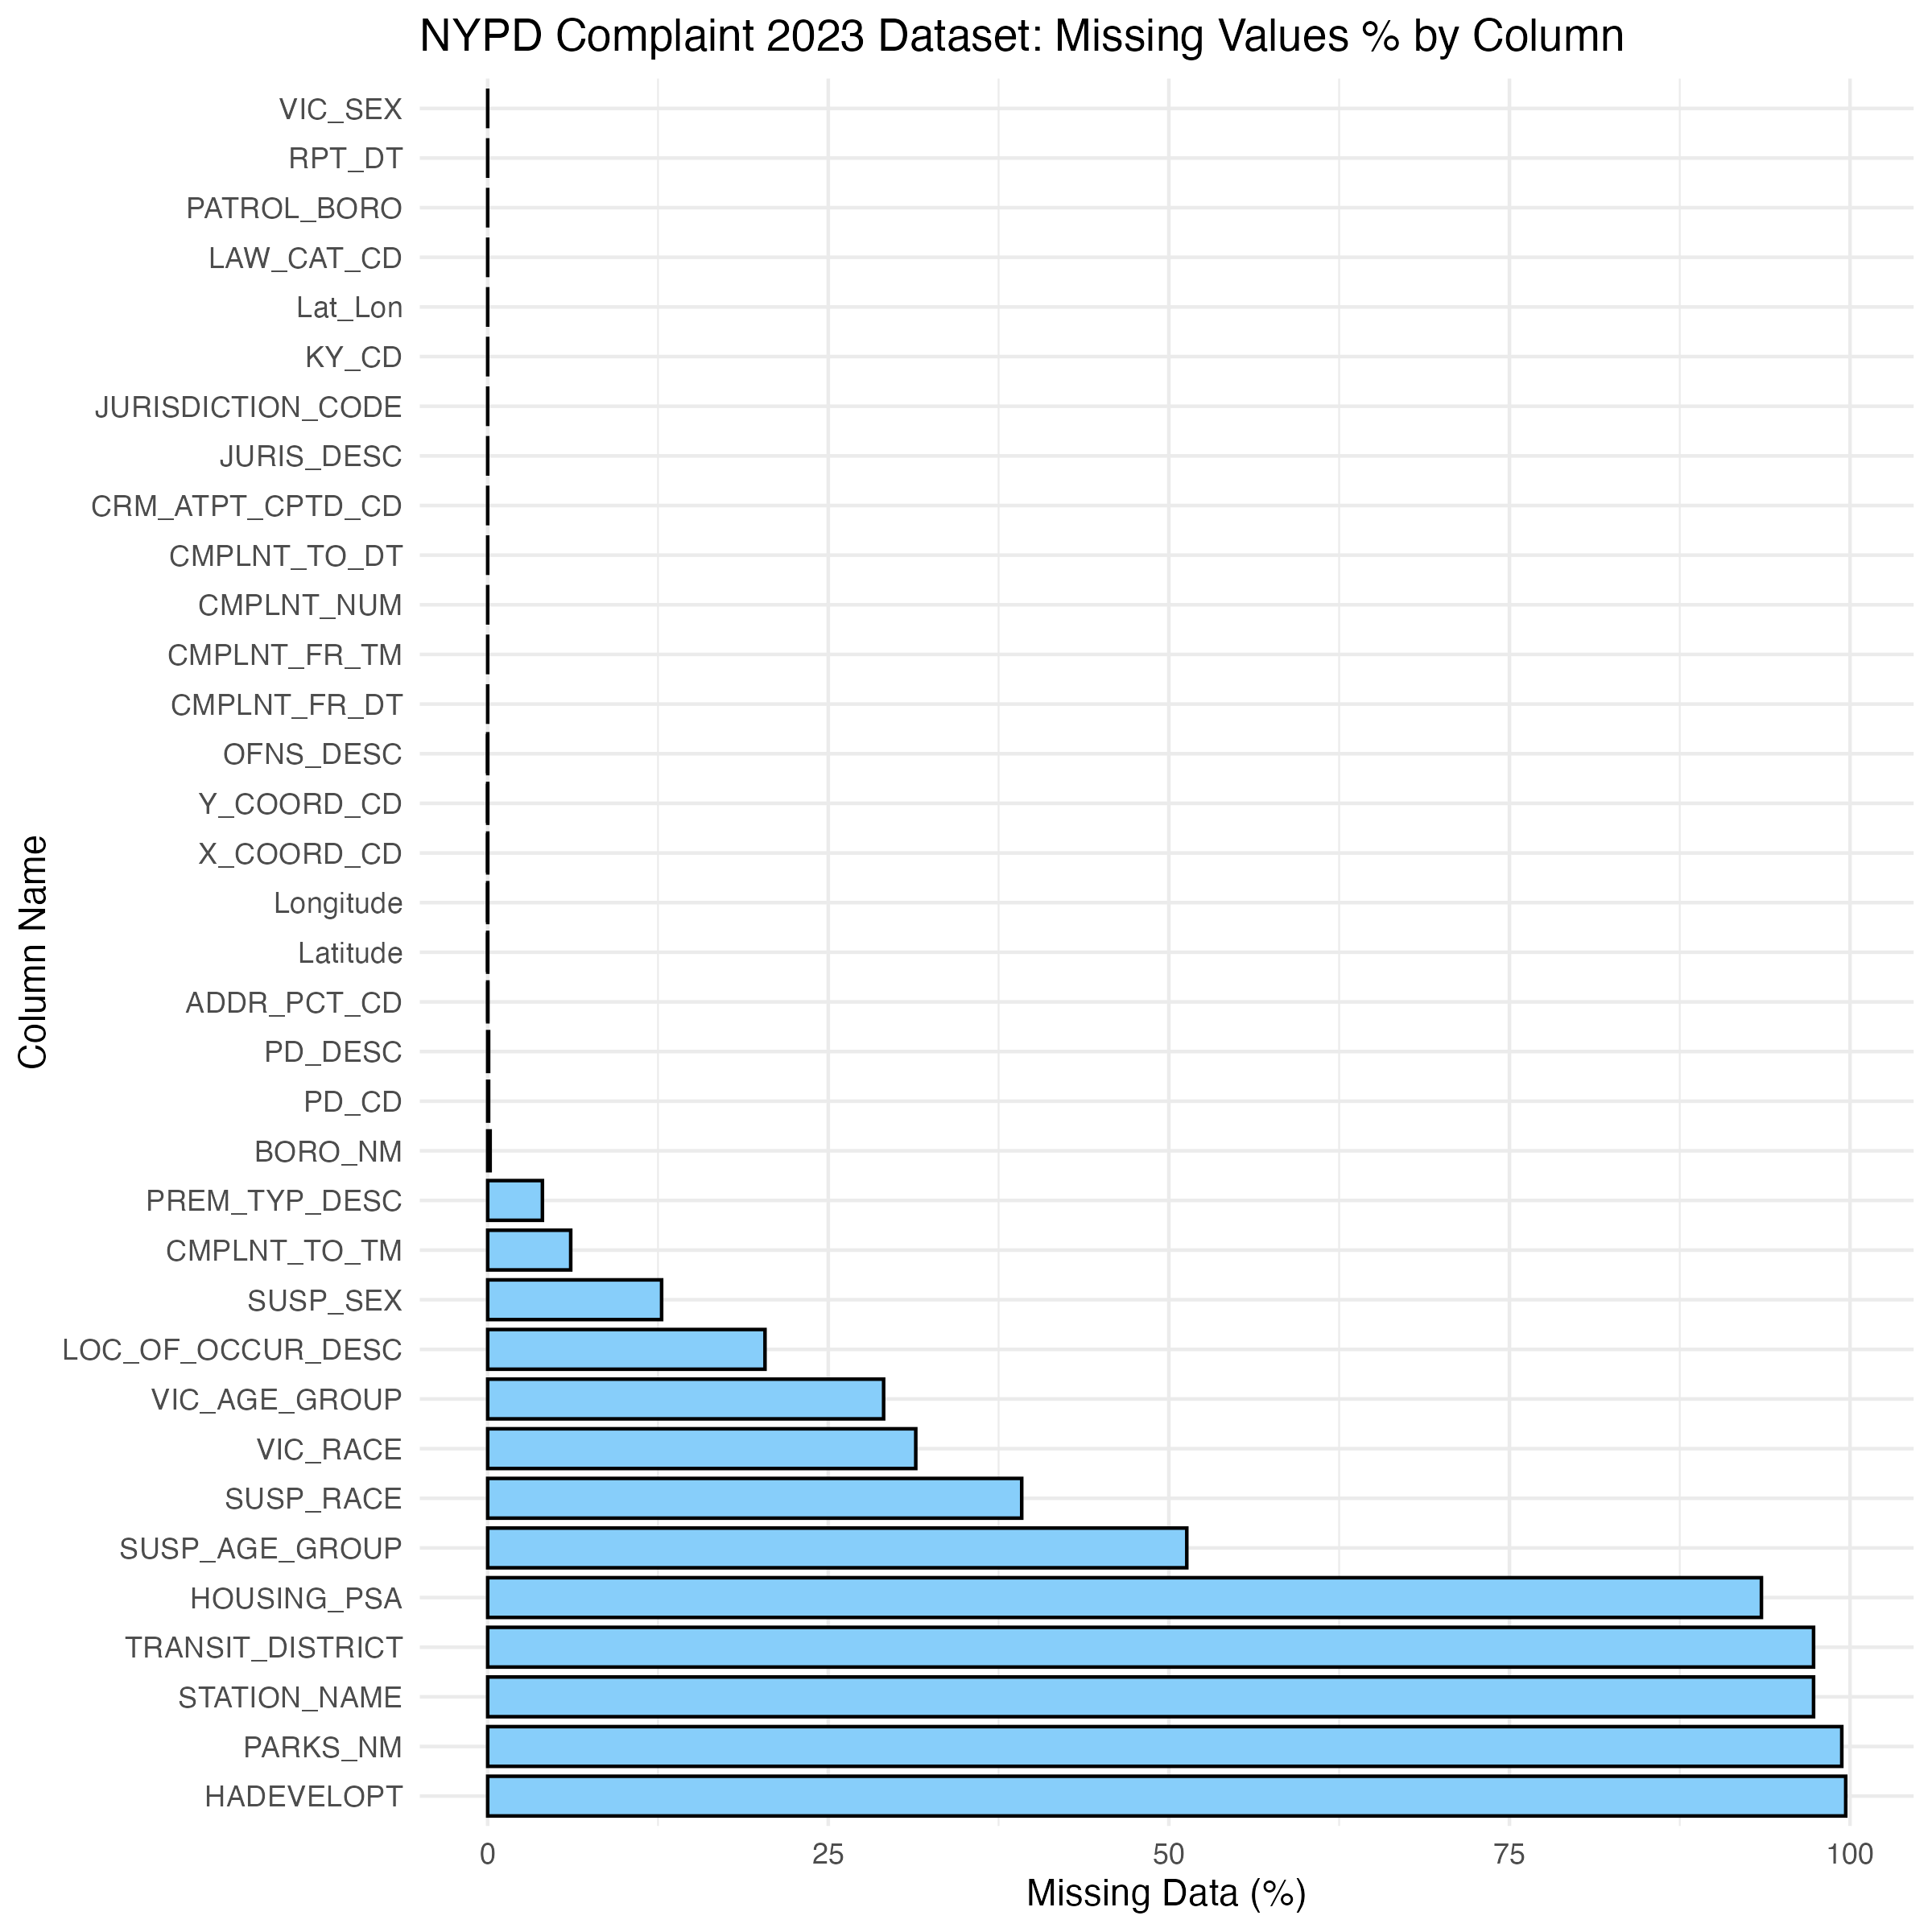 NYPD Complaint 2023 Dataset: Missing Values % by Column
Column Name
VIC_SEX
RPT_DT
PATROL_BORO
LAW_CAT_CD
Lat_Lon
KY_CD
JURISDICTION_CODE
JURIS_DESC
CRM_ATPT_CPTD_CD
CMPLNT_TO_DT
CMPLNT_NUM
CMPLNT_FR_TM
CMPLNT_FR_DT
OFNS_DESC
Y_COORD_CD
X_COORD_CD
Longitude
Latitude
ADDR_PCT_CD
PD_DESC
PD_CD
BORO_NM
PREM_TYP_DESC
CMPLNT_TO_TM
SUSP_SEX
LOC_OF_OCCUR_DESC
VIC_AGE_GROUP
VIC_RACE
SUSP_RACE
SUSP_AGE_GROUP
HOUSING_PSA
TRANSIT_DISTRICT
STATION_NAME
PARKS_NM
HADEVELOPT
0 25 50 75 100
Missing Data (%)